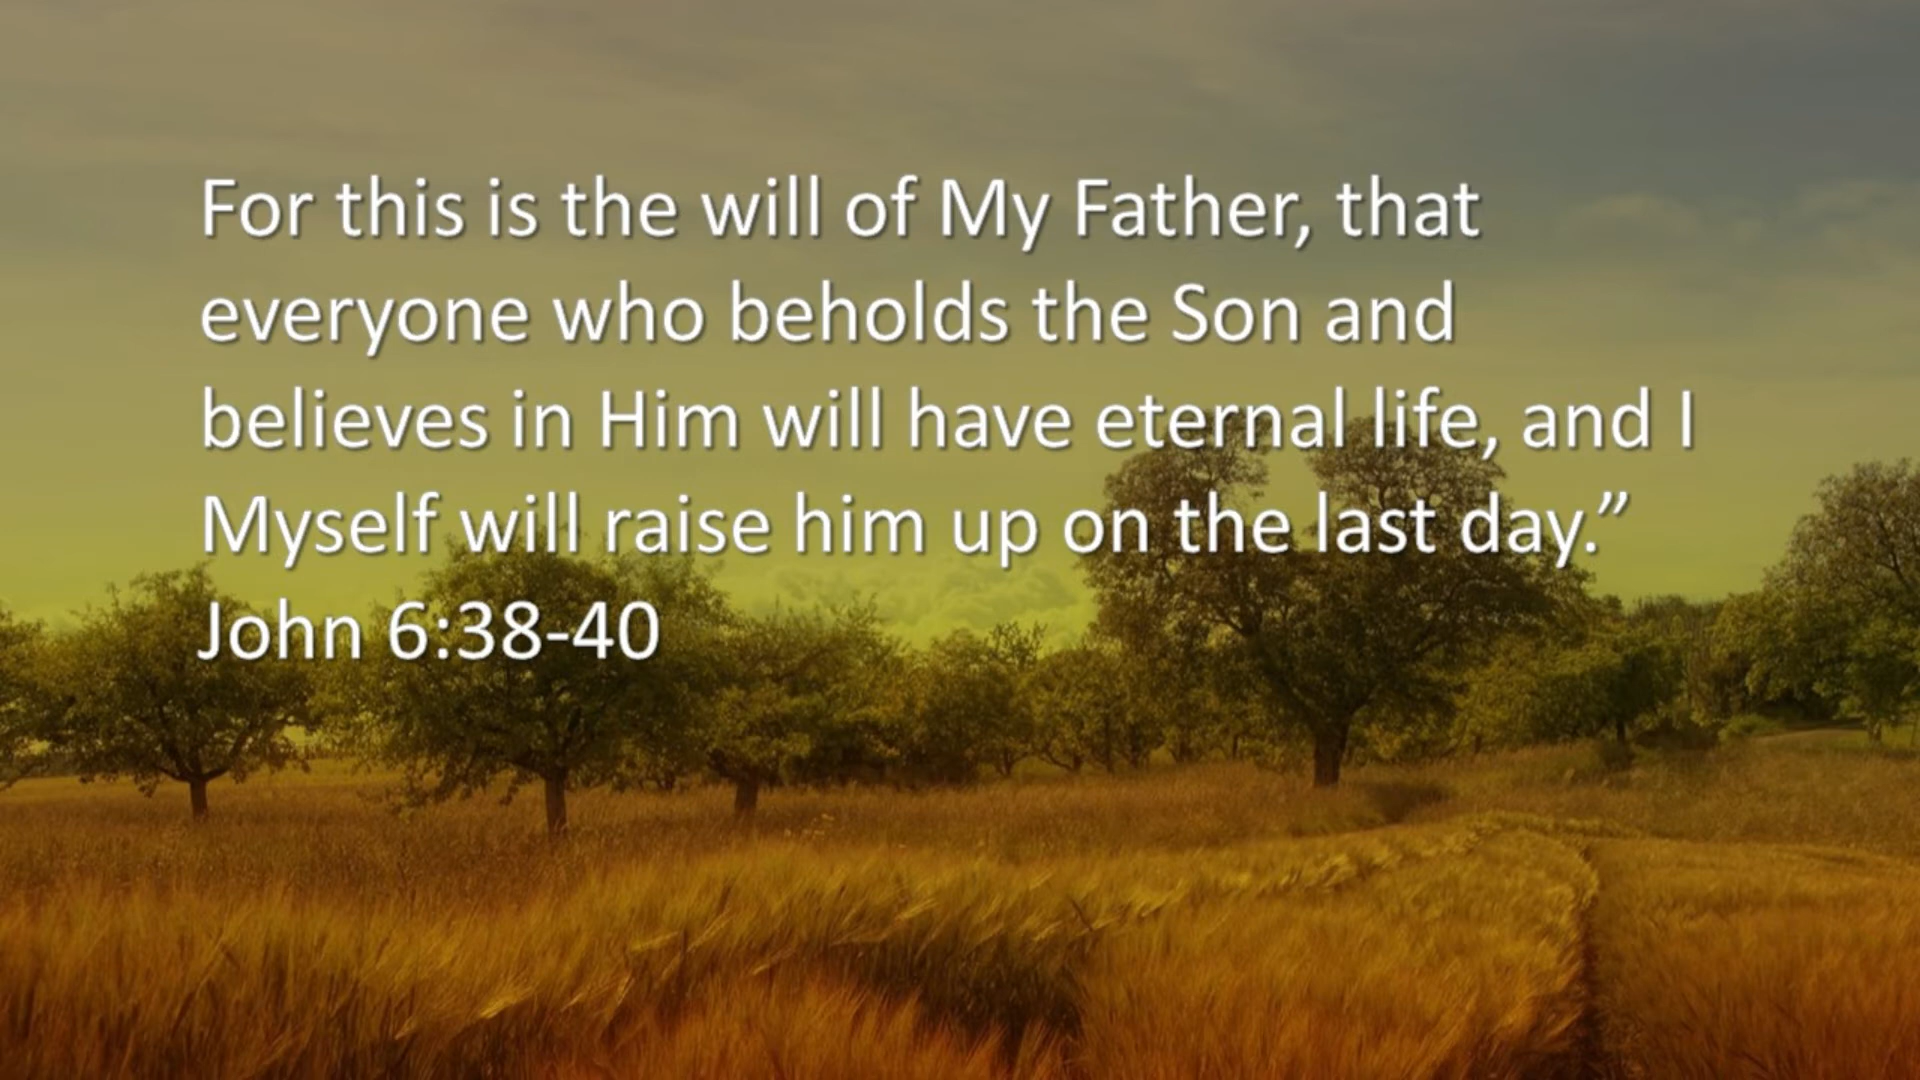 For this is the will of My Father, that
everyone who beholds the Son and
believes in Him will have eternal life, and I
Myself will raise him up on the last day.”
John 6:38-40